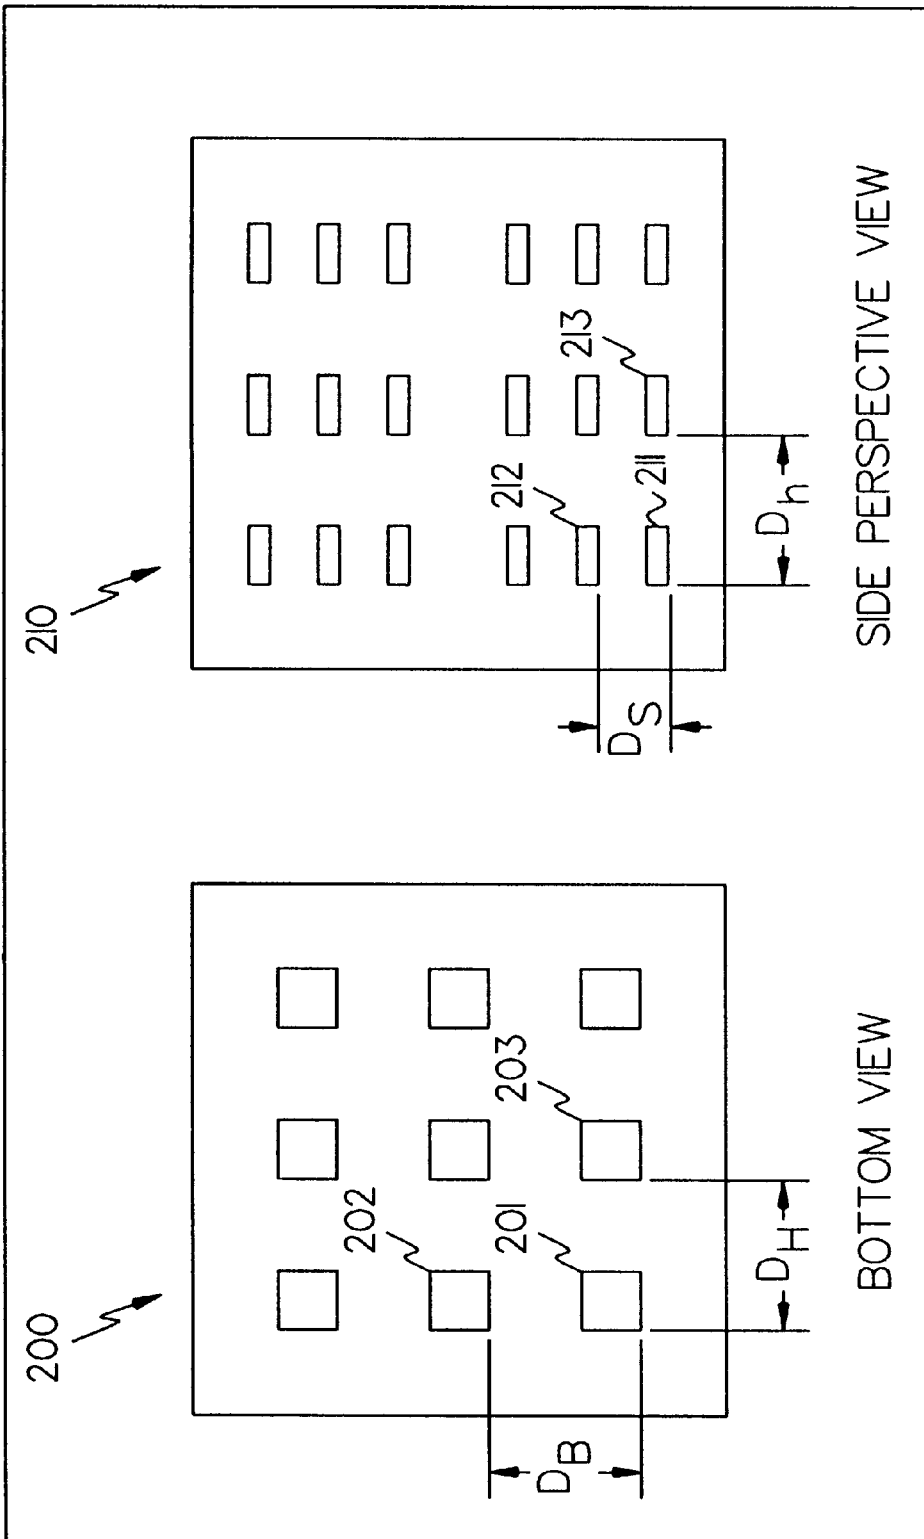 200
202
201
203
D_B
D_H
BOTTOM VIEW
210
212
211
213
D_S
D_h
SIDE PERSPECTIVE VIEW